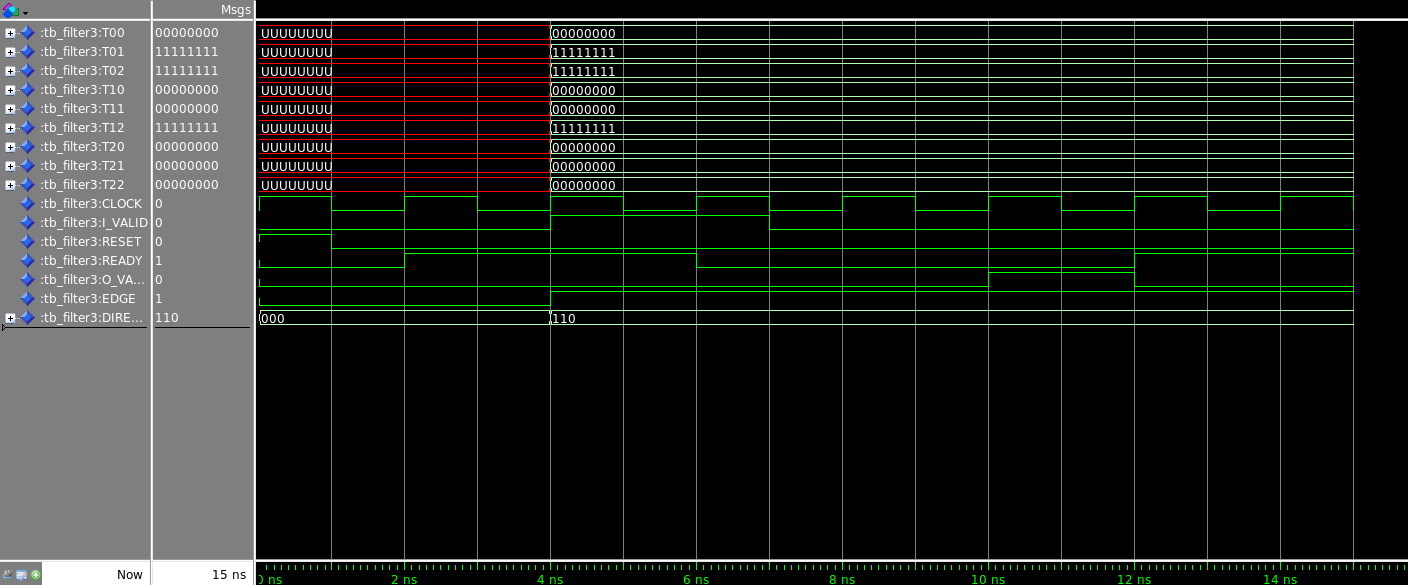 Msgs
:tb_filter3:T00 00000000 UUUUUUUU 00000000
:tb_filter3:T01 11111111 UUUUUUUU 11111111
:tb_filter3:T02 11111111 UUUUUUUU 11111111
:tb_filter3:T10 00000000 UUUUUUUU 00000000
:tb_filter3:T11 00000000 UUUUUUUU 00000000
:tb_filter3:T12 11111111 UUUUUUUU 11111111
:tb_filter3:T20 00000000 UUUUUUUU 00000000
:tb_filter3:T21 00000000 UUUUUUUU 00000000
:tb_filter3:T22 00000000 UUUUUUUU 00000000
:tb_filter3:CLOCK 0
:tb_filter3:I_VALID 0
:tb_filter3:RESET 0
:tb_filter3:READY 1
:tb_filter3:O_VA... 0
:tb_filter3:EDGE 1
:tb_filter3:DIRE... 110 000 110
Now 15 ns 0 ns 2 ns 4 ns 6 ns 8 ns 10 ns 12 ns 14 ns